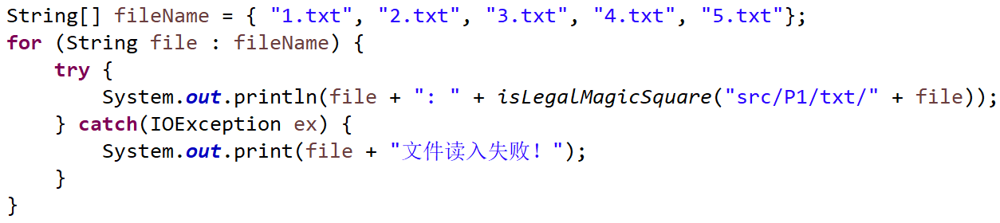 String[] fileName = { "1.txt", "2.txt", "3.txt", "4.txt", "5.txt"};
for (String file : fileName) {
    try {
        System.out.println(file + ": " + isLegalMagicSquare("src/P1/txt/" + file));
    } catch(IOException ex) {
        System.out.print(file + "文件读入失败！");
    }
}